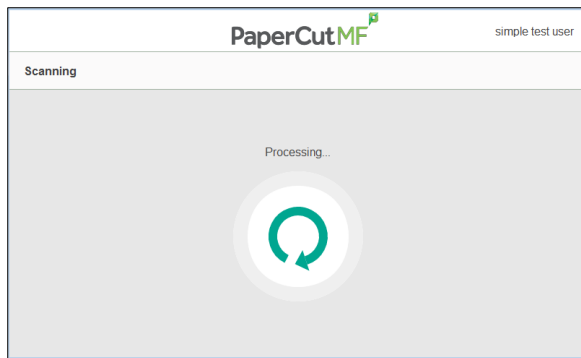 PaperCutMF
simple test user
Scanning
Processing...